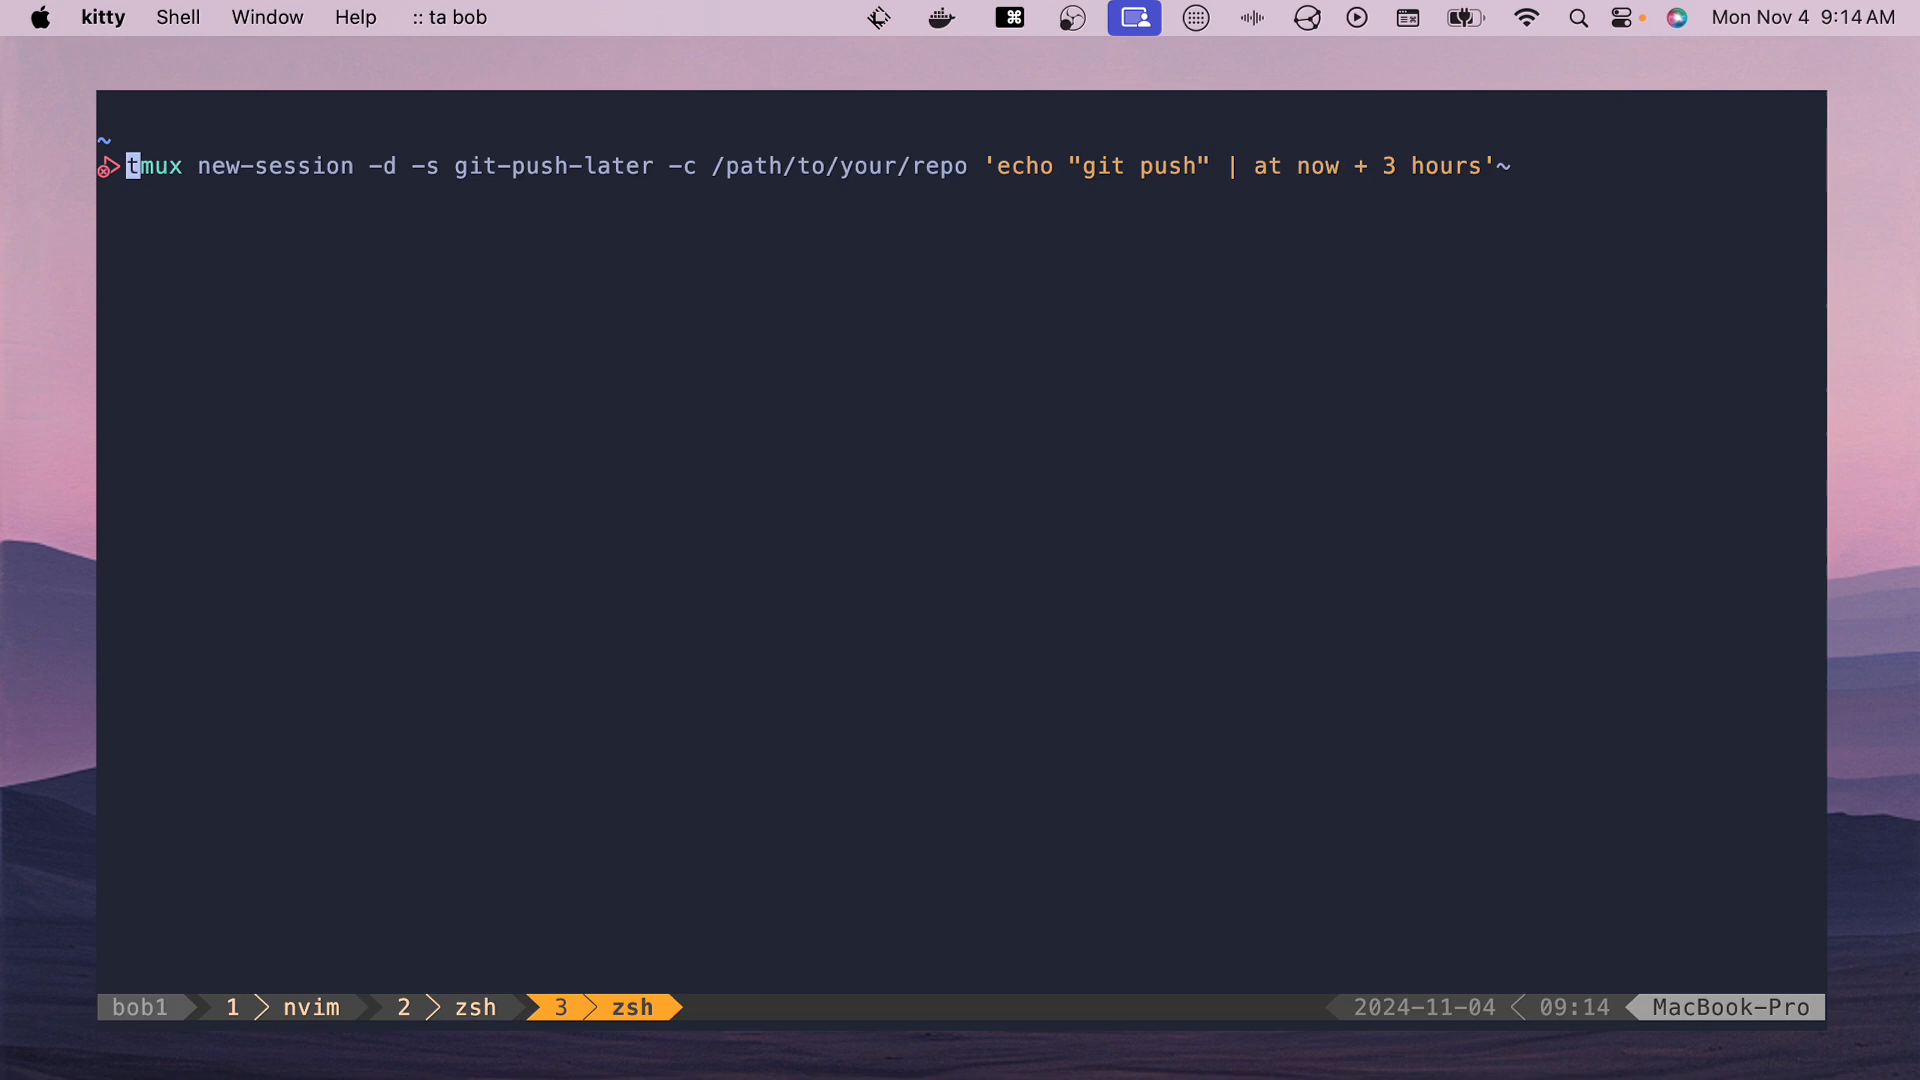 kitty Shell Window Help :: ta bob Mon Nov 4 9:14 AM
~
tmux new-session -d -s git-push-later -c /path/to/your/repo 'echo "git push" | at now + 3 hours'~
bob1 1 nvim 2 zsh 3 zsh 2024-11-04 09:14 MacBook-Pro